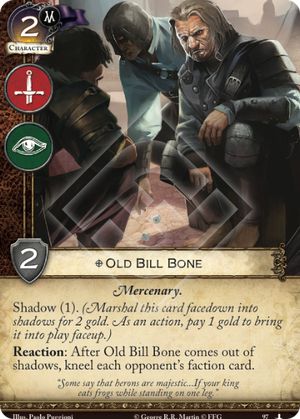 2
CHARACTER
2
OLD BILL BONE
Mercenary.
Shadow (1). (Marshal this card facedown into
shadows for 2 gold. As an action, pay 1 gold to bring
it into play faceup.)
Reaction: After Old Bill Bone comes out of
shadows, kneel each opponent's faction card.
"Some say that herons are majestic...If your king
eats frogs while standing on one leg."
Illus. Paolo Puggioni
© George R.R. Martin © FFG
97